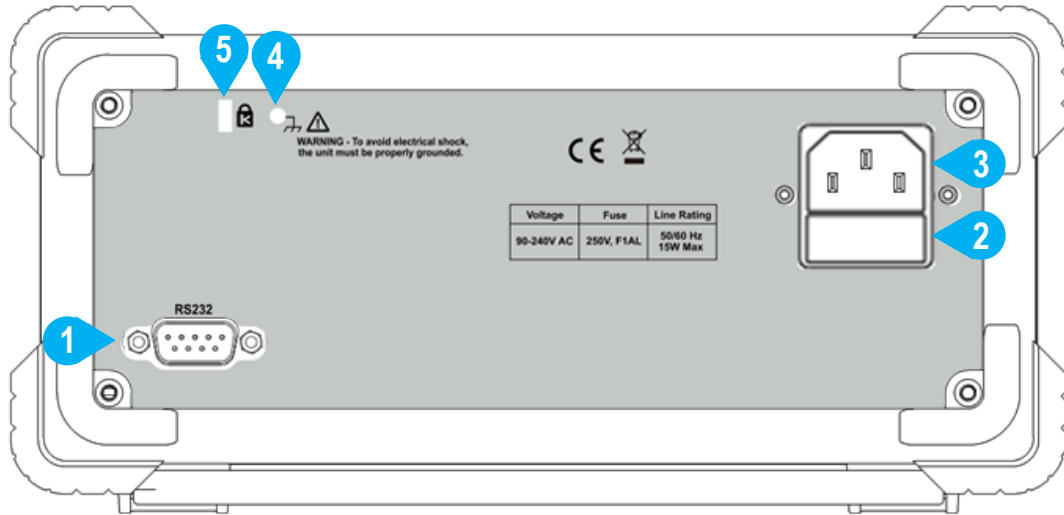 5
4
WARNING - To avoid electrical shock,
the unit must be properly grounded.
CE
3
Voltage Fuse Line Rating
90-240V AC 250V, F1AL 50/60 Hz
15W Max
2
RS232
1